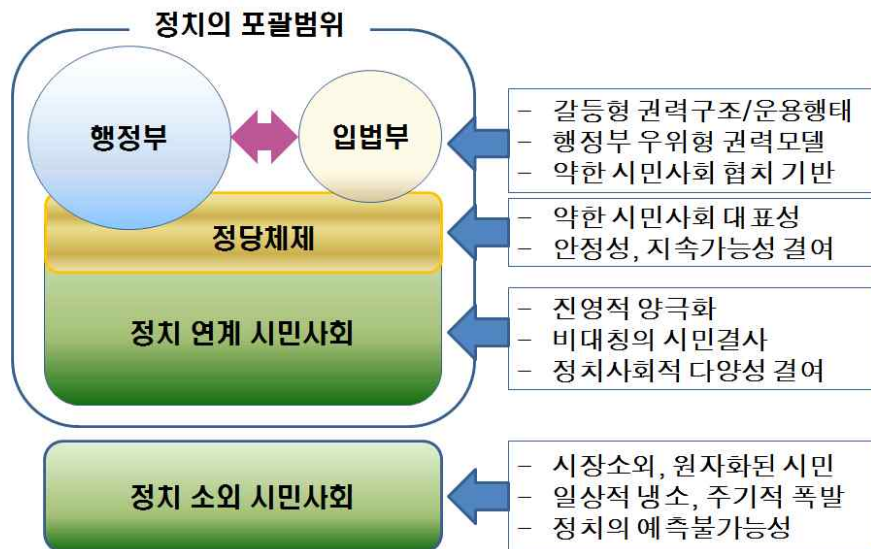 정치의 포괄범위
행정부
입법부
정당체제
정치 연계 시민사회
정치 소외 시민사회
- 갈등형 권력구조/운용행태
- 행정부 우위형 권력모델
- 약한 시민사회 협치 기반
- 약한 시민사회 대표성
- 안정성, 지속가능성 결여
- 진영적 양극화
- 비대칭의 시민결사
- 정치사회적 다양성 결여
- 시장소외, 원자화된 시민
- 일상적 냉소, 주기적 폭발
- 정치의 예측불가능성